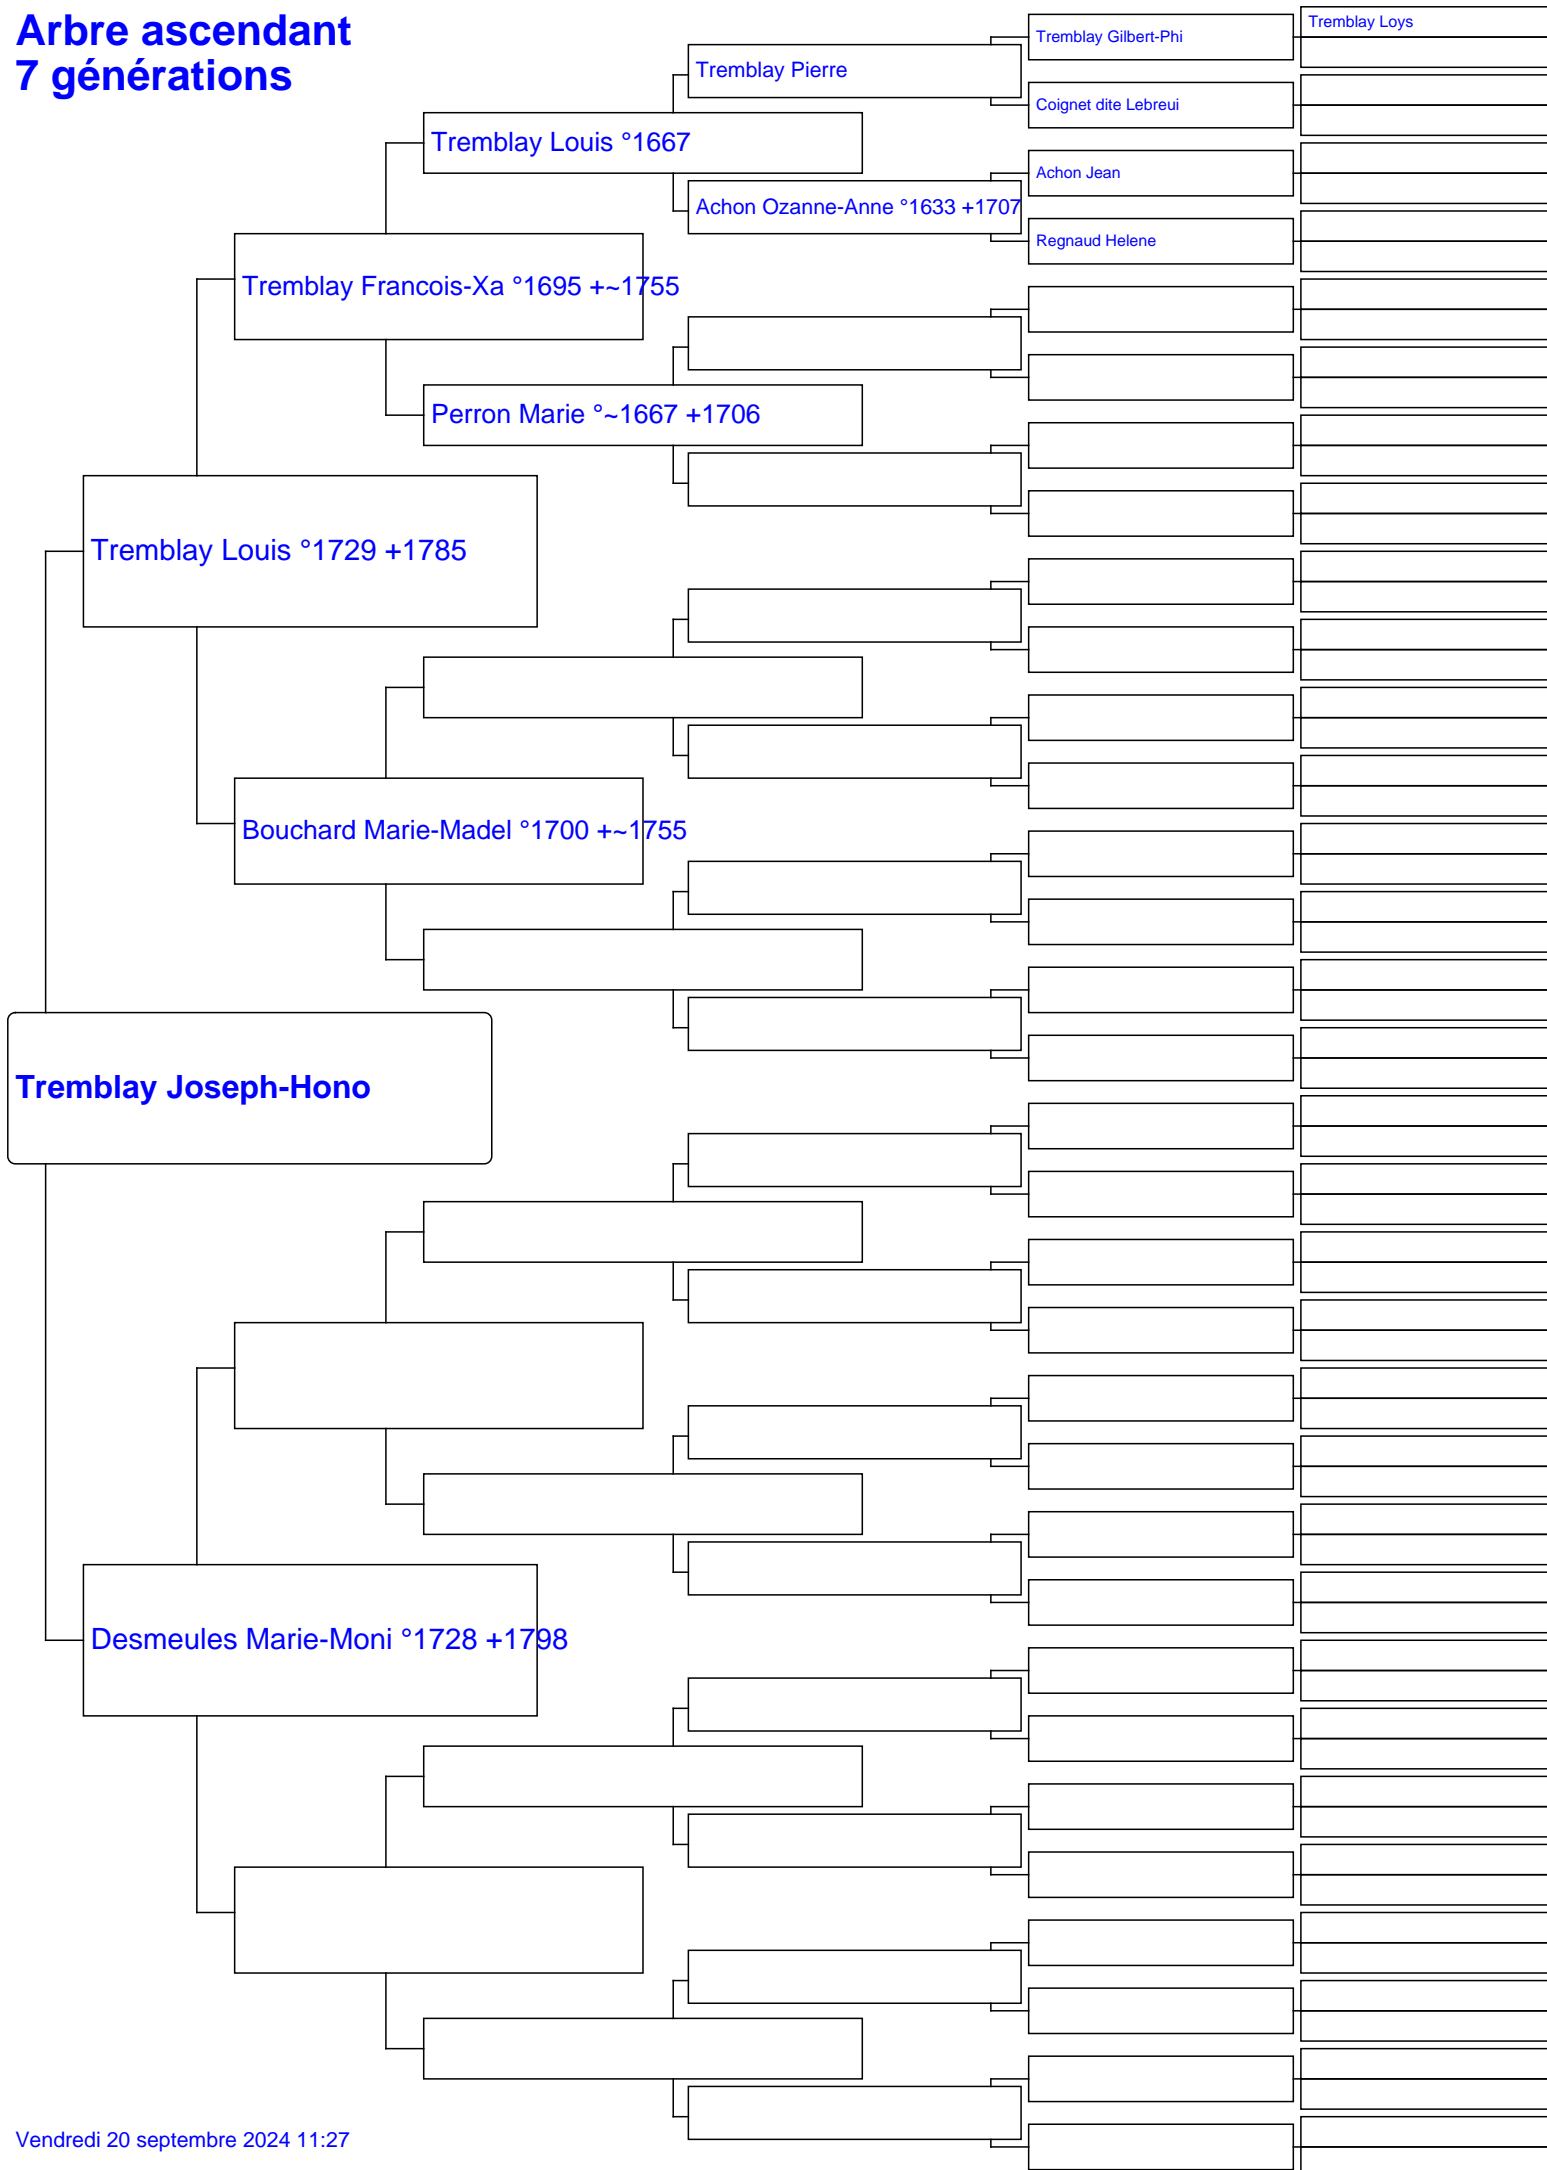 Arbre ascendant
7 générations
Tremblay Loys
Tremblay Gilbert-Phi
Tremblay Pierre
Coignet dite Lebreui
Tremblay Louis °1667
Achon Jean
Achon Ozanne-Anne °1633 +1707
Regnaud Helene
Tremblay Francois-Xa °1695 +~1755
Perron Marie °~1667 +1706
Tremblay Louis °1729 +1785
Bouchard Marie-Madel °1700 +~1755
Tremblay Joseph-Hono
Desmeules Marie-Moni °1728 +1798
Vendredi 20 septembre 2024 11:27